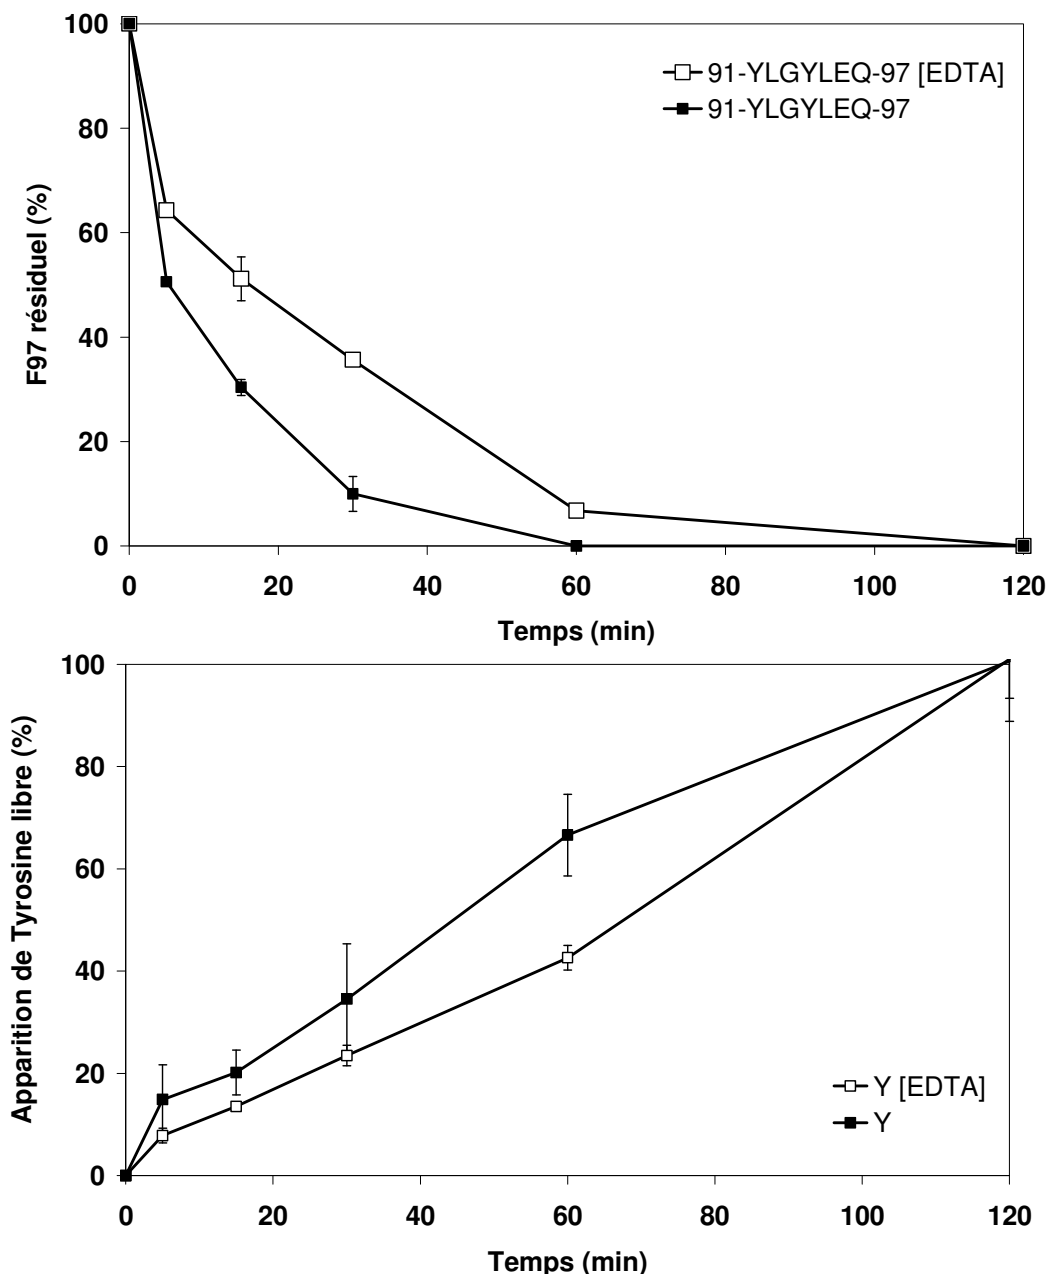 100
80
60
40
20
0
F97 résiduel (%)
91-YLGYLEQ-97 [EDTA]
91-YLGYLEQ-97
0 20 40 60 80 100 120
Temps (min)
100
80
60
40
20
0
Apparition de Tyrosine libre (%)
Y [EDTA]
Y
0 20 40 60 80 100 120
Temps (min)